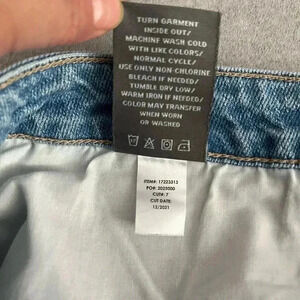 TURN GARMENT
INSIDE OUT/
MACHINE WASH COLD
WITH LIKE COLORS/
NORMAL CYCLE/
USE ONLY NON-CHLORINE
BLEACH IF NEEDED/
TUMBLE DRY LOW/
WARM IRON IF NEEDED/
COLOR MAY TRANSFER
WHEN WORN
OR WASHED
ITEM#: 17223313
PO#: 2025000
CUT#: 7
CUT DATE:
12/2021